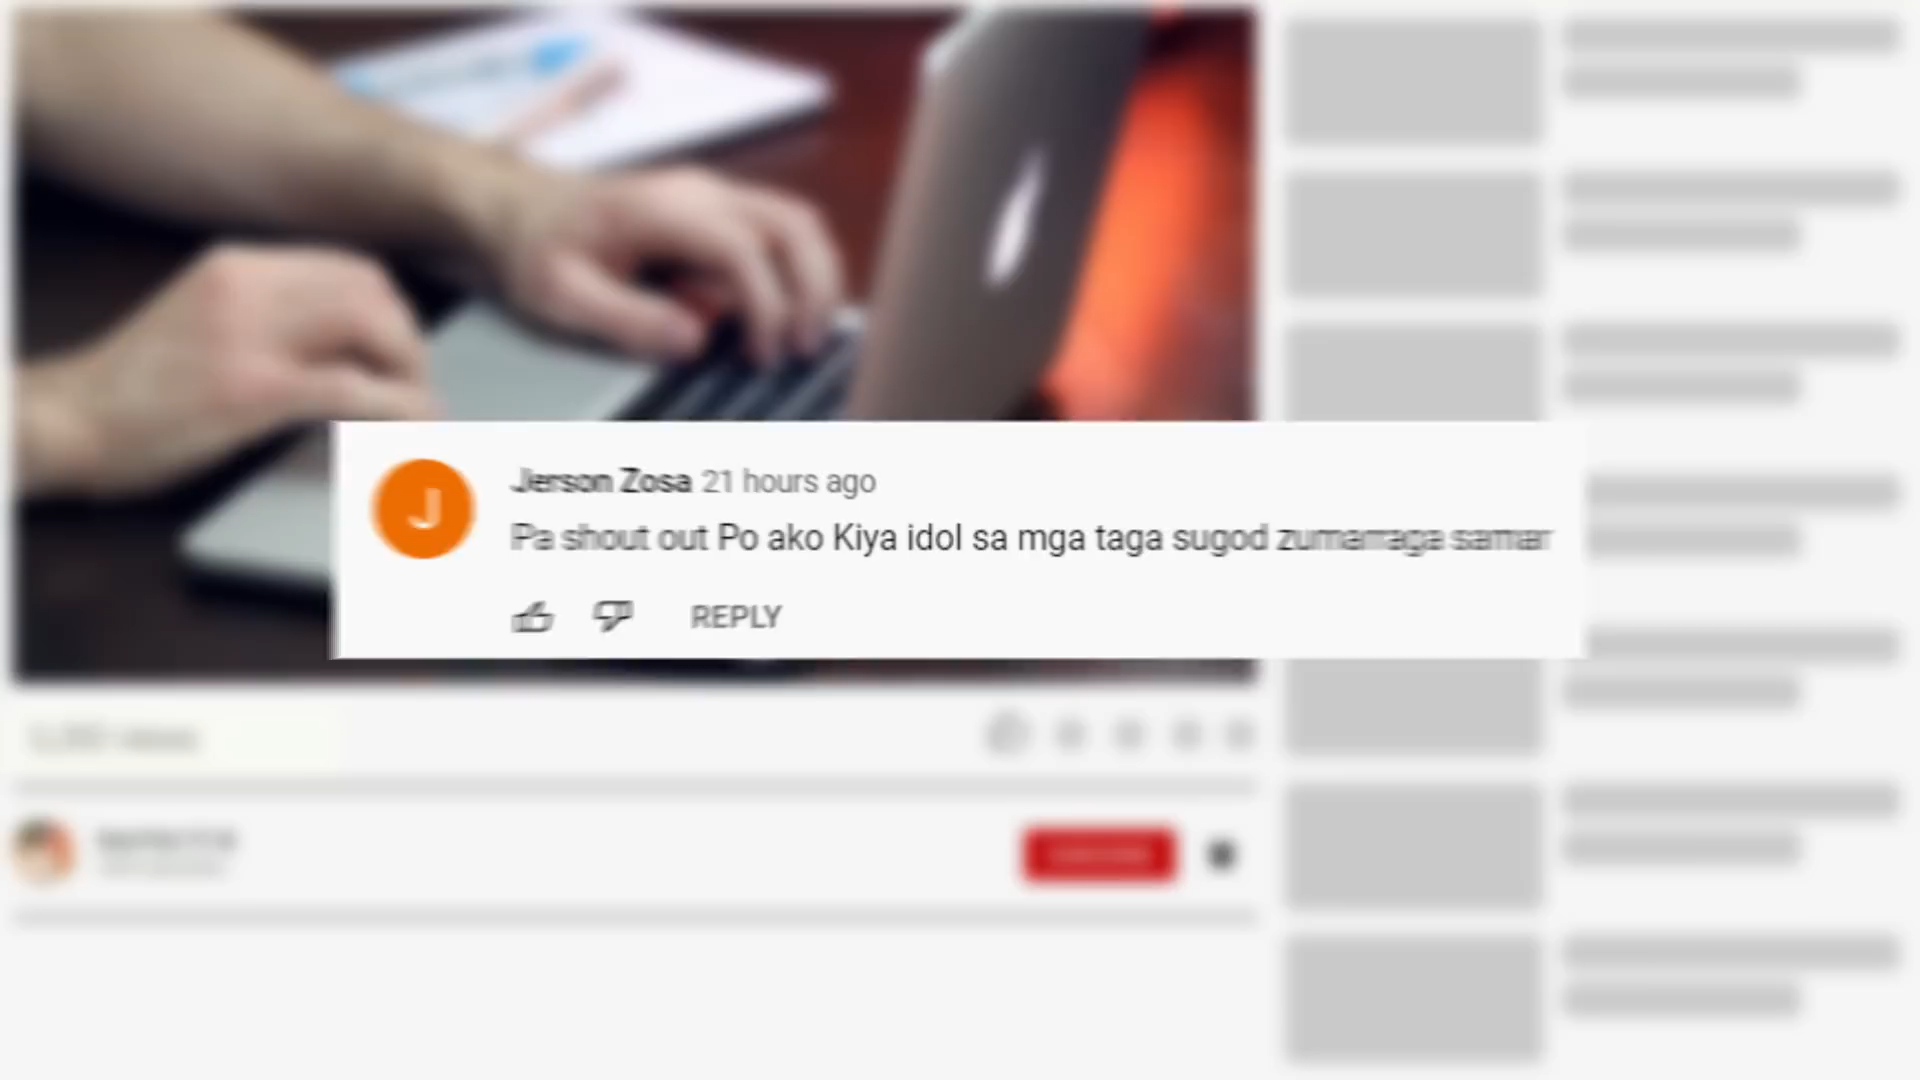 J
Jerson Zosa 21 hours ago
Pa shout out Po ako Kiya idol sa mga taga sugod zumarraga samar
REPLY